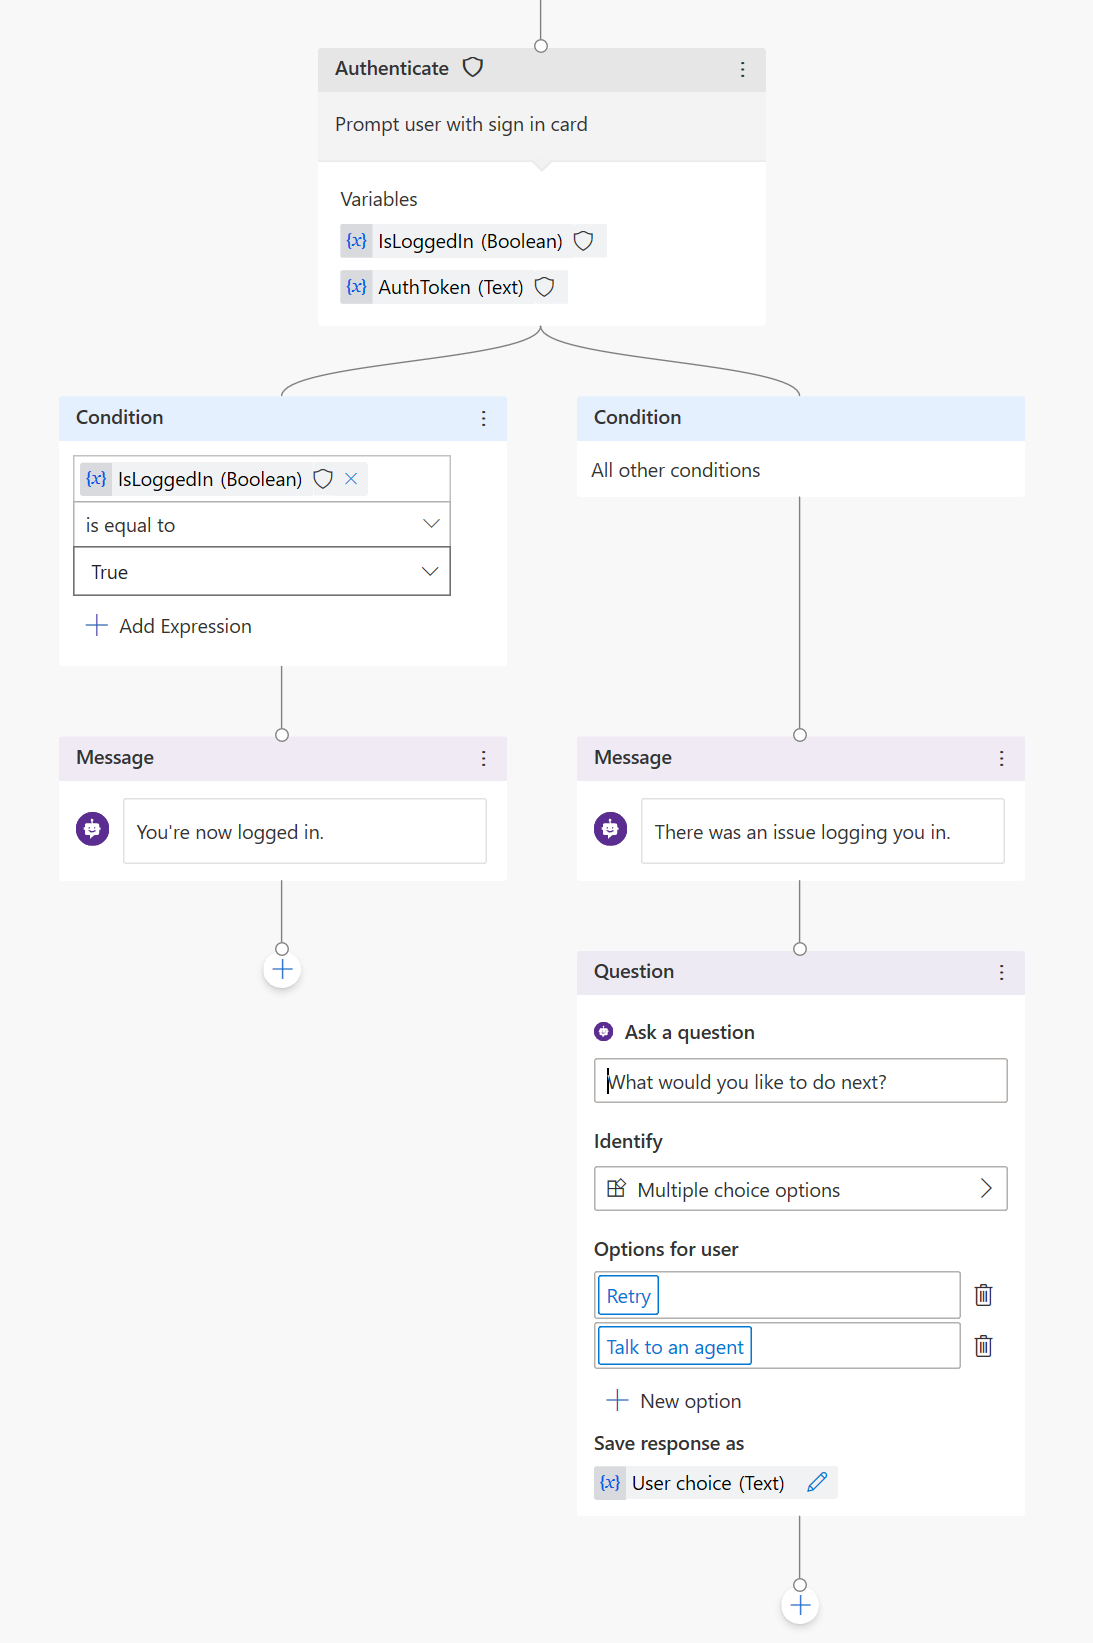 Authenticate
Prompt user with sign in card
Variables
{x} IsLoggedIn (Boolean)
{x} AuthToken (Text)
Condition
{x} IsLoggedIn (Boolean)
is equal to
True
Add Expression
Message
You're now logged in.
Condition
All other conditions
Message
There was an issue logging you in.
Question
Ask a question
What would you like to do next?
Identify
Multiple choice options
Options for user
Retry
Talk to an agent
New option
Save response as
{x} User choice (Text)